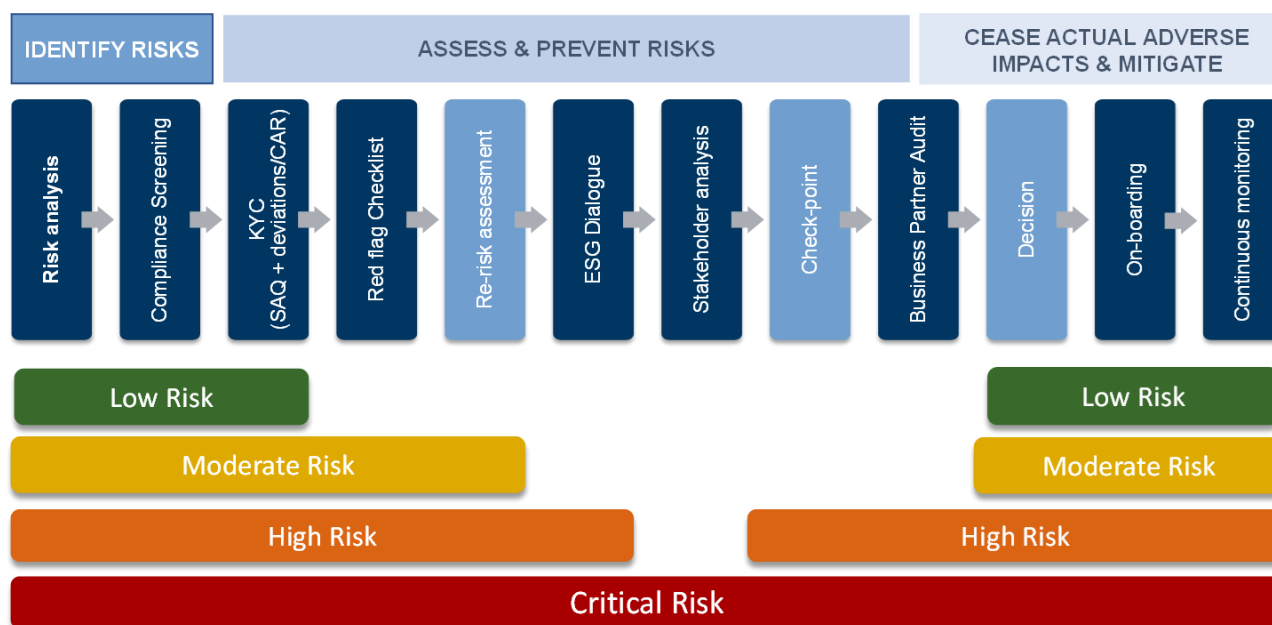 IDENTIFY RISKS
ASSESS & PREVENT RISKS
CEASE ACTUAL ADVERSE
IMPACTS & MITIGATE
Risk analysis
Compliance Screening
KYC
(SAQ + deviations/CAR)
Red flag Checklist
Re-risk assessment
ESG Dialogue
Stakeholder analysis
Check-point
Business Partner Audit
Decision
On-boarding
Continuous monitoring
Low Risk
Low Risk
Moderate Risk
Moderate Risk
High Risk
High Risk
Critical Risk